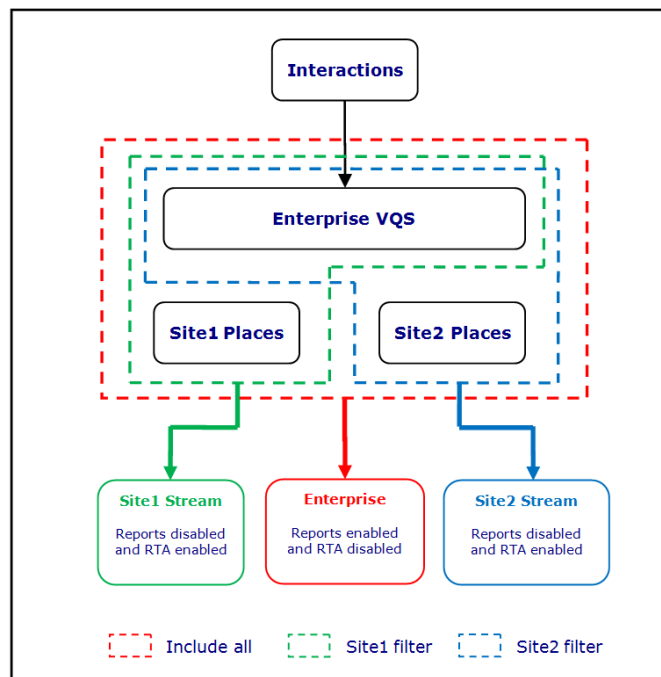 Interactions
Enterprise VQS
Site1 Places
Site2 Places
Site1 Stream
Reports disabled
and RTA enabled
Enterprise
Reports enabled
and RTA disabled
Site2 Stream
Reports disabled
and RTA enabled
Include all
Site1 filter
Site2 filter